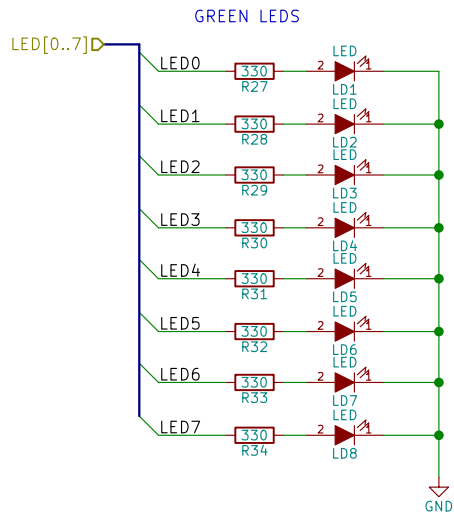 GREEN LEDS
LED[0..7]
LED
LED0 330 2 1
R27 LD1
LED
LED1 330 2 1
R28 LD2
LED
LED2 330 2 1
R29 LD3
LED
LED3 330 2 1
R30 LD4
LED
LED4 330 2 1
R31 LD5
LED
LED5 330 2 1
R32 LD6
LED
LED6 330 2 1
R33 LD7
LED
LED7 330 2 1
R34 LD8
GND